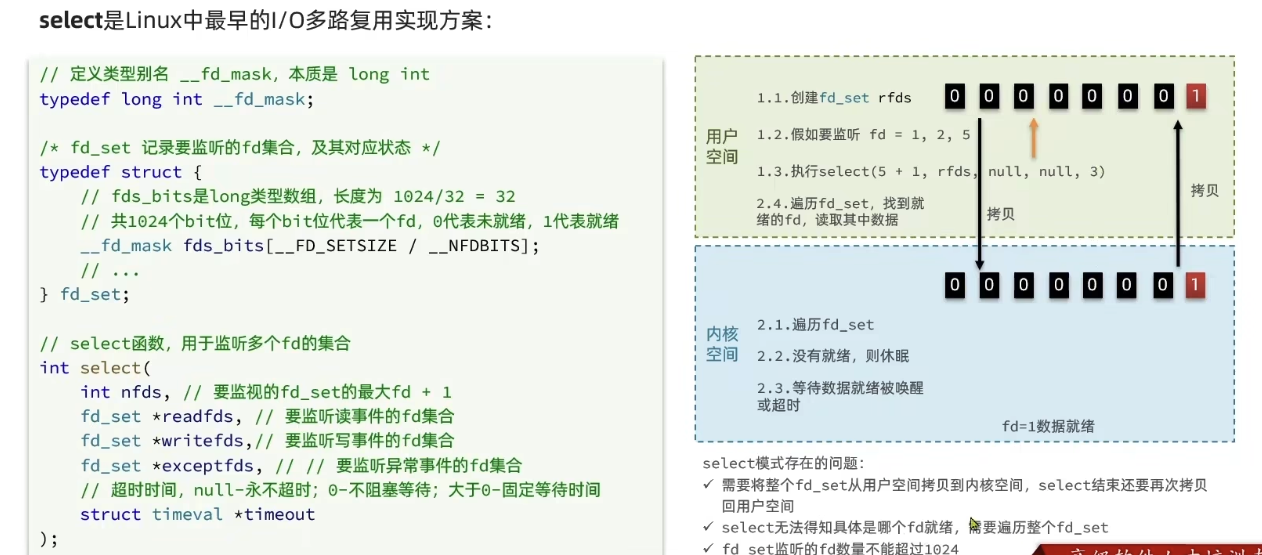 select是Linux中最早的I/O多路复用实现方案：
// 定义类型别名 __fd_mask，本质是 long int
typedef long int __fd_mask;
/* fd_set 记录要监听的fd集合，及其对应状态 */
typedef struct {
// fds_bits是long类型数组，长度为 1024/32 = 32
// 共1024个bit位，每个bit位代表一个fd，0代表未就绪，1代表就绪
__fd_mask fds_bits[__FD_SETSIZE / __NFDBITS];
// ...
} fd_set;
// select函数，用于监听多个fd的集合
int select(
int nfds, // 要监视的fd_set的最大fd + 1
fd_set *readfds, // 要监听读事件的fd集合
fd_set *writefds,// 要监听写事件的fd集合
fd_set *exceptfds, // // 要监听异常事件的fd集合
// 超时时间，null-永不超时；0-不阻塞等待；大于0-固定等待时间
struct timeval *timeout
);
用户
空间
1.1.创建fd_set rfds
0 0 0 0 0 0 0 1
1.2.假如要监听 fd = 1, 2, 5
1.3.执行select(5 + 1, rfds, null, null, 3)
2.4.遍历fd_set，找到就
绪的fd，读取其中数据
拷贝
拷贝
内核
空间
0 0 0 0 0 0 0 1
2.1.遍历fd_set
2.2.没有就绪，则休眠
2.3.等待数据就绪被唤醒
或超时
fd=1数据就绪
select模式存在的问题：
✓ 需要将整个fd_set从用户空间拷贝到内核空间，select结束还要再次拷贝
回用户空间
✓ select无法得知具体是哪个fd就绪，需要遍历整个fd_set
✓ fd_set监听的fd数量不能超过1024